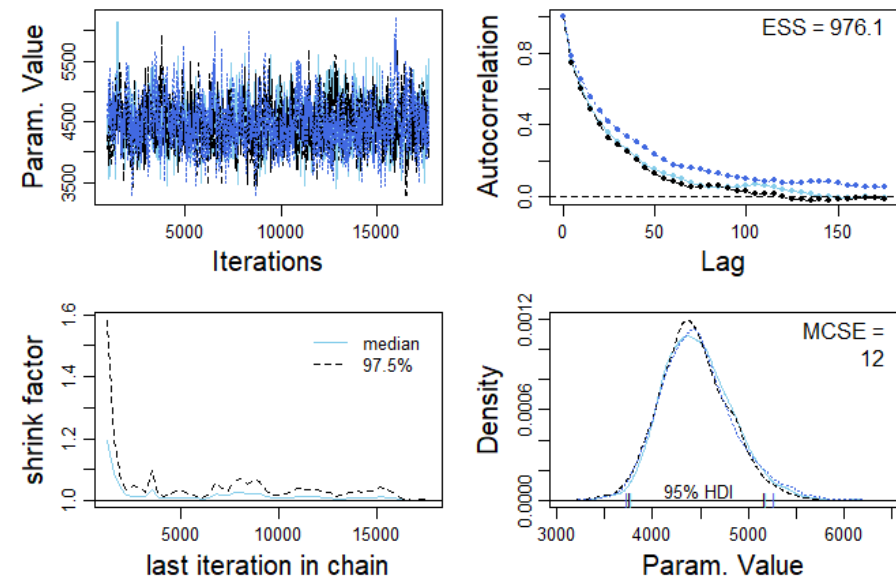 Param. Value
3500 4500 5500
5000 10000 15000
Iterations
Autocorrelation
0.0 0.4 0.8
ESS = 976.1
0 50 100 150
Lag
shrink factor
1.0 1.2 1.4 1.6
median
97.5%
5000 10000 15000
last iteration in chain
Density
0.0000 0.0006 0.0012
MCSE =
12
95% HDI
3000 4000 5000 6000
Param. Value